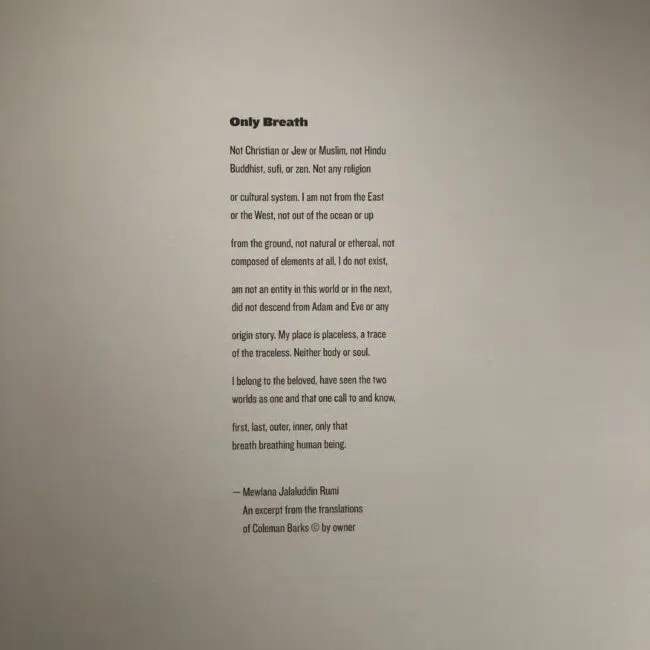 Only Breath
Not Christian or Jew or Muslim, not Hindu
Buddhist, sufi, or zen. Not any religion
or cultural system. I am not from the East
or the West, not out of the ocean or up
from the ground, not natural or ethereal, not
composed of elements at all. I do not exist,
am not an entity in this world or in the next,
did not descend from Adam and Eve or any
origin story. My place is placeless, a trace
of the traceless. Neither body or soul.
I belong to the beloved, have seen the two
worlds as one and that one call to and know,
first, last, outer, inner, only that
breath breathing human being.
— Mewlana Jalaluddin Rumi
An excerpt from the translations
of Coleman Barks © by owner